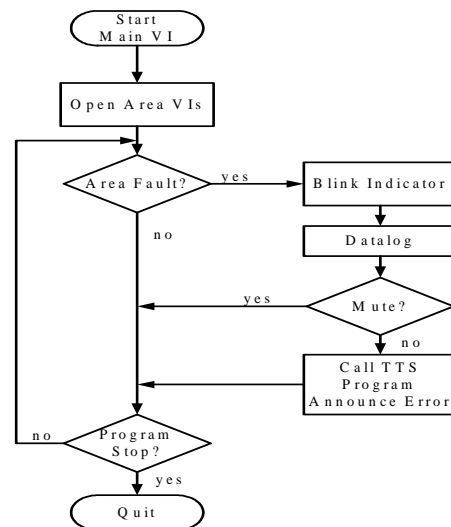 Start
Main VI
Open Area VIs
Area Fault?
yes
Blink Indicator
no
Datalog
yes
Mute?
no
Call TTS
Program
Announce Error
no
Program
Stop?
yes
Quit